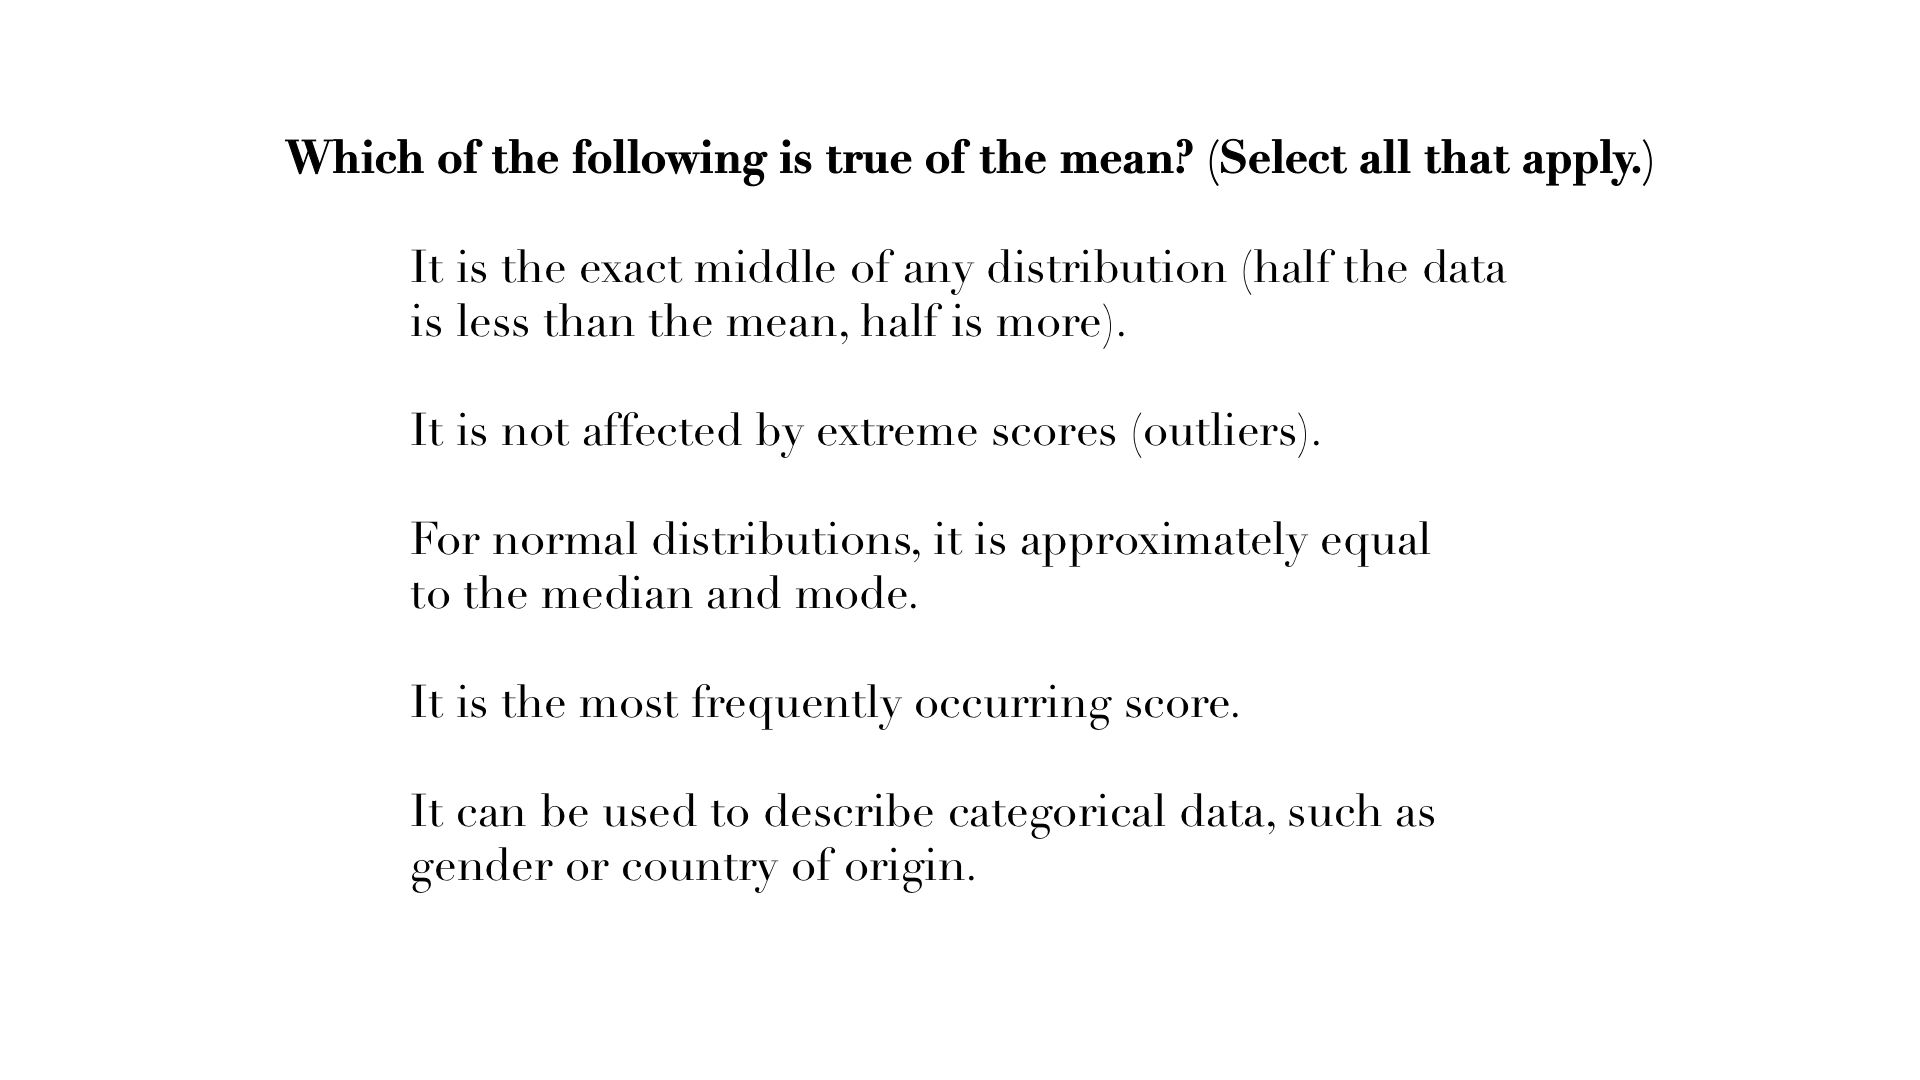 Which of the following is true of the mean? (Select all that apply.)
It is the exact middle of any distribution (half the data
is less than the mean, half is more).
It is not affected by extreme scores (outliers).
For normal distributions, it is approximately equal
to the median and mode.
It is the most frequently occurring score.
It can be used to describe categorical data, such as
gender or country of origin.